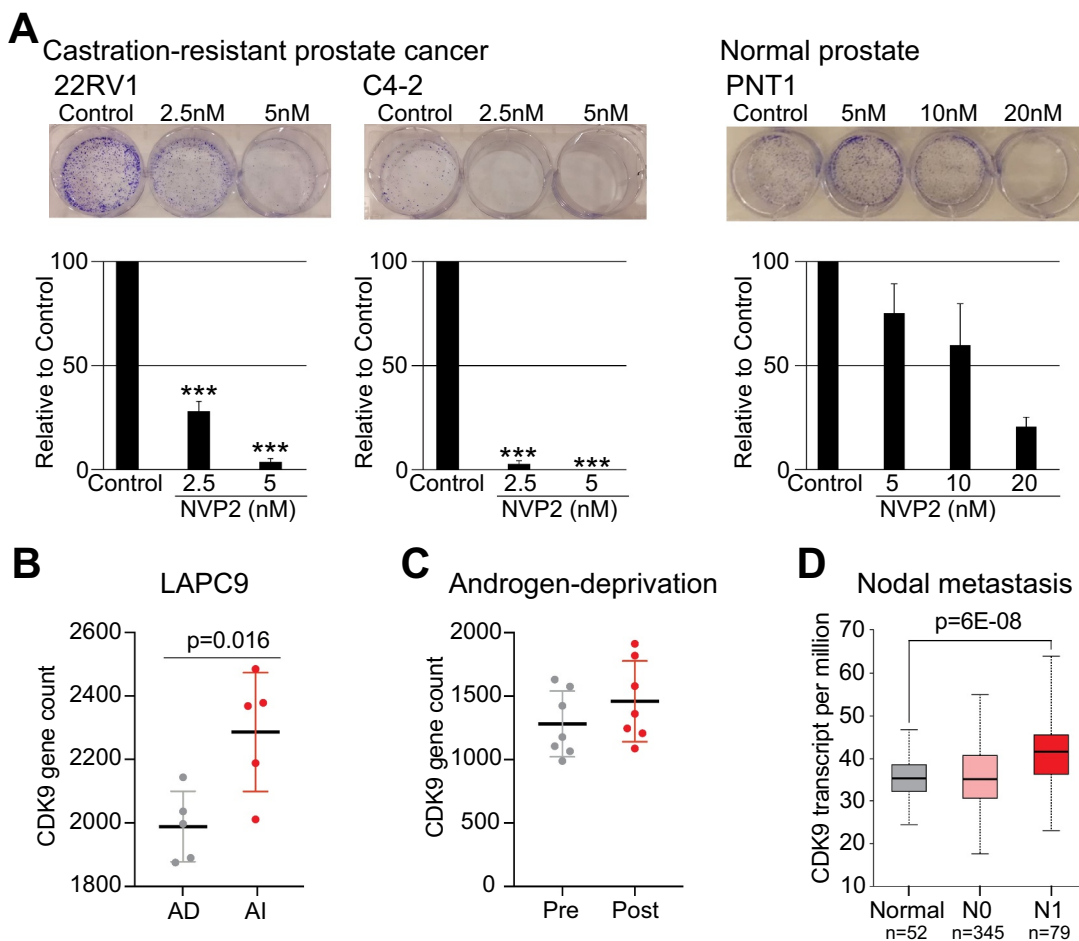 A
Castration-resistant prostate cancer
22RV1
Control 2.5nM 5nM
C4-2
Control 2.5nM 5nM
Normal prostate
PNT1
Control 5nM 10nM 20nM
Relative to Control
100
50
0
***
***
Control 2.5 5
NVP2 (nM)
Relative to Control
100
50
0
***
***
Control 2.5 5
NVP2 (nM)
Relative to Control
100
50
0
Control 5 10 20
NVP2 (nM)
B
LAPC9
CDK9 gene count
2600
2400
2200
2000
1800
p=0.016
AD AI
C
Androgen-deprivation
CDK9 gene count
2000
1500
1000
500
0
Pre Post
D
Nodal metastasis
CDK9 transcript per million
70
60
50
40
30
20
10
p=6E-08
Normal N0 N1
n=52 n=345 n=79